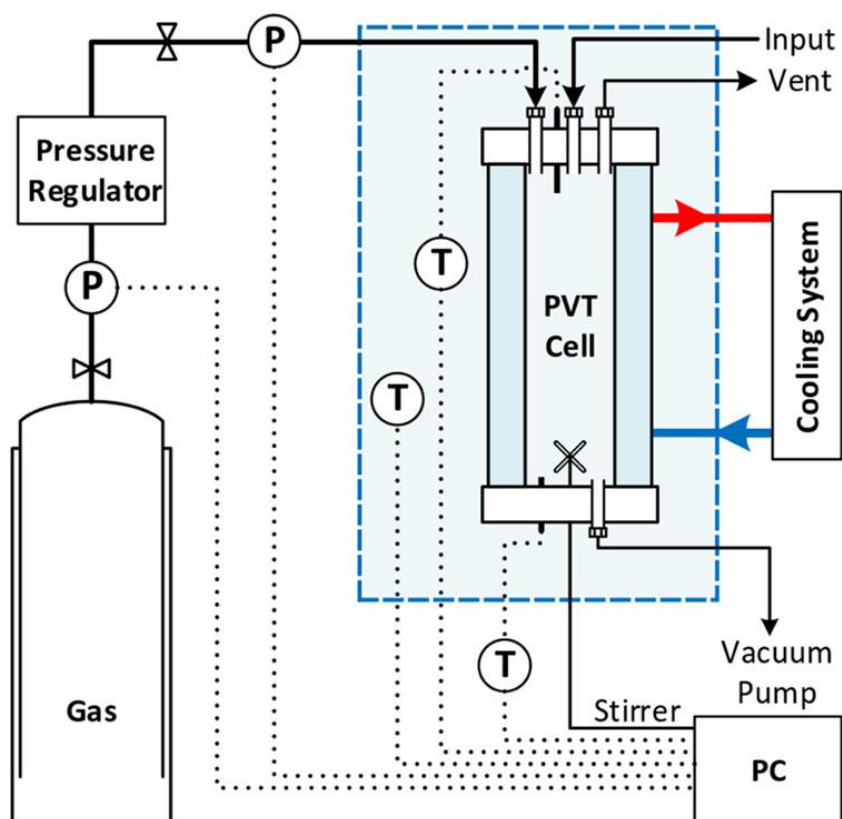 P
Input
Vent
Pressure
Regulator
T
P
PVT
Cell
Cooling System
T
T
Vacuum
Pump
Gas
Stirrer
PC